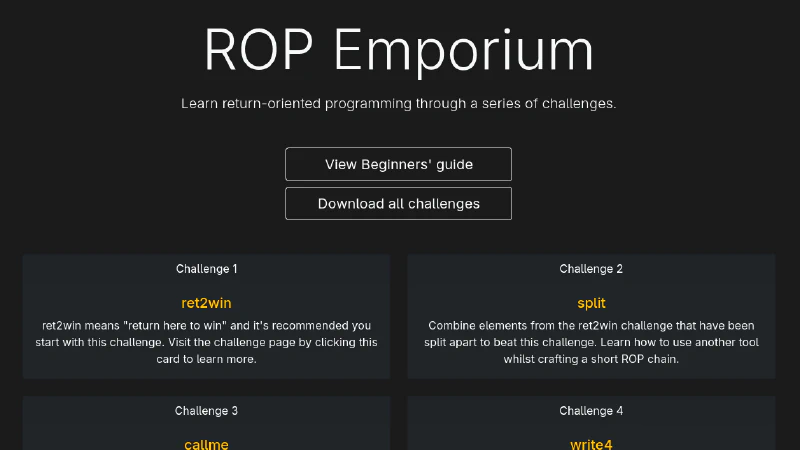 ROP Emporium
Learn return-oriented programming through a series of challenges.
View Beginners' guide
Download all challenges
Challenge 1
ret2win
ret2win means "return here to win" and it's recommended you
start with this challenge. Visit the challenge page by clicking this
card to learn more.
Challenge 2
split
Combine elements from the ret2win challenge that have been
split apart to beat this challenge. Learn how to use another tool
whilst crafting a short ROP chain.
Challenge 3
callme
Challenge 4
write4